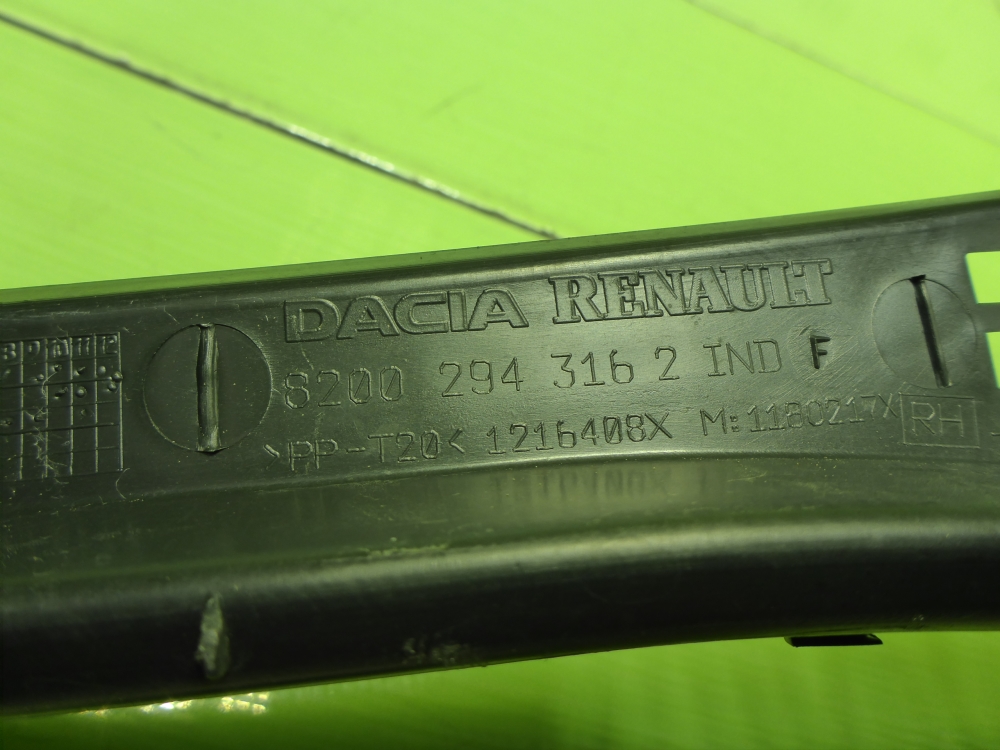 DACIA RENAULT
8200 294 316 2 IND F
>PP-T20< 1216408X M:1180217X RH